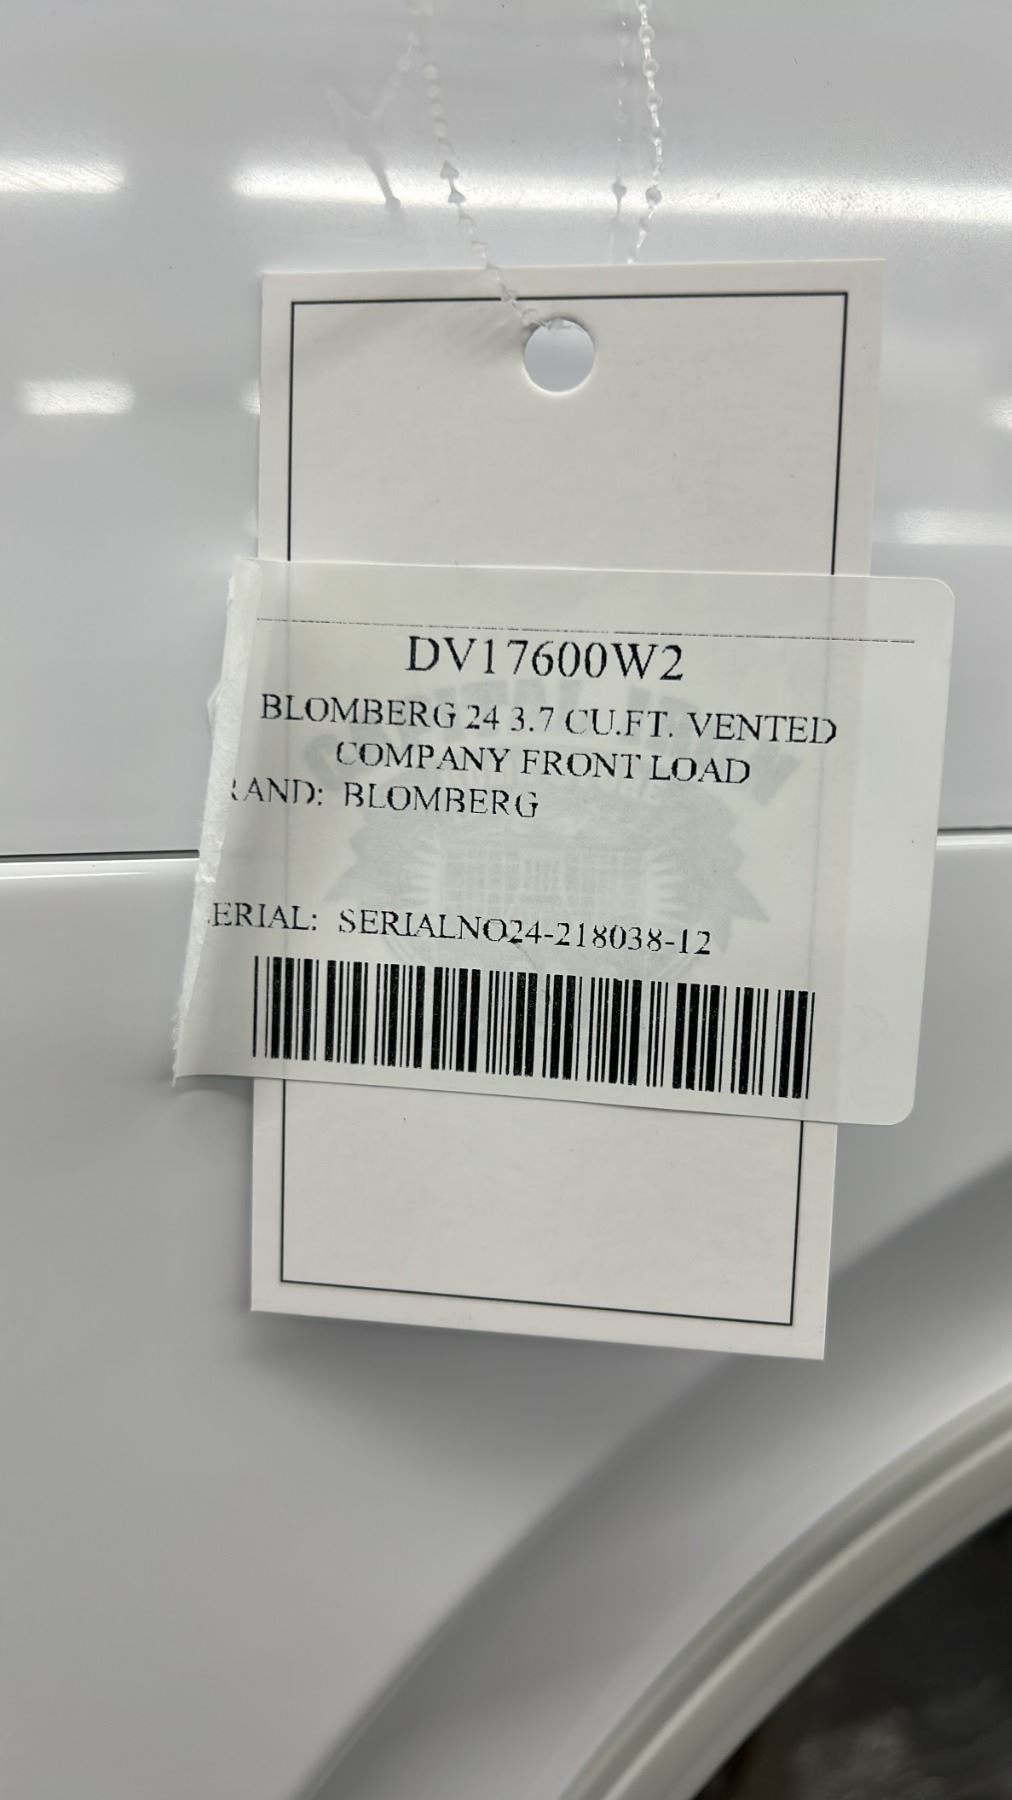 DV17600W2
BLOMBERG 24 3.7 CU.FT. VENTED
COMPANY FRONT LOAD
RAND: BLOMBERG
ERIAL: SERIALNO24-218038-12